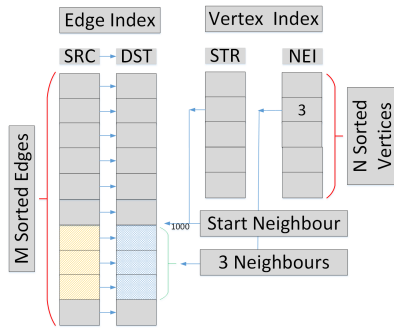 Edge Index
Vertex Index
SRC
DST
STR
NEI
3
M Sorted Edges
N Sorted
Vertices
1000
Start Neighbour
3 Neighbours